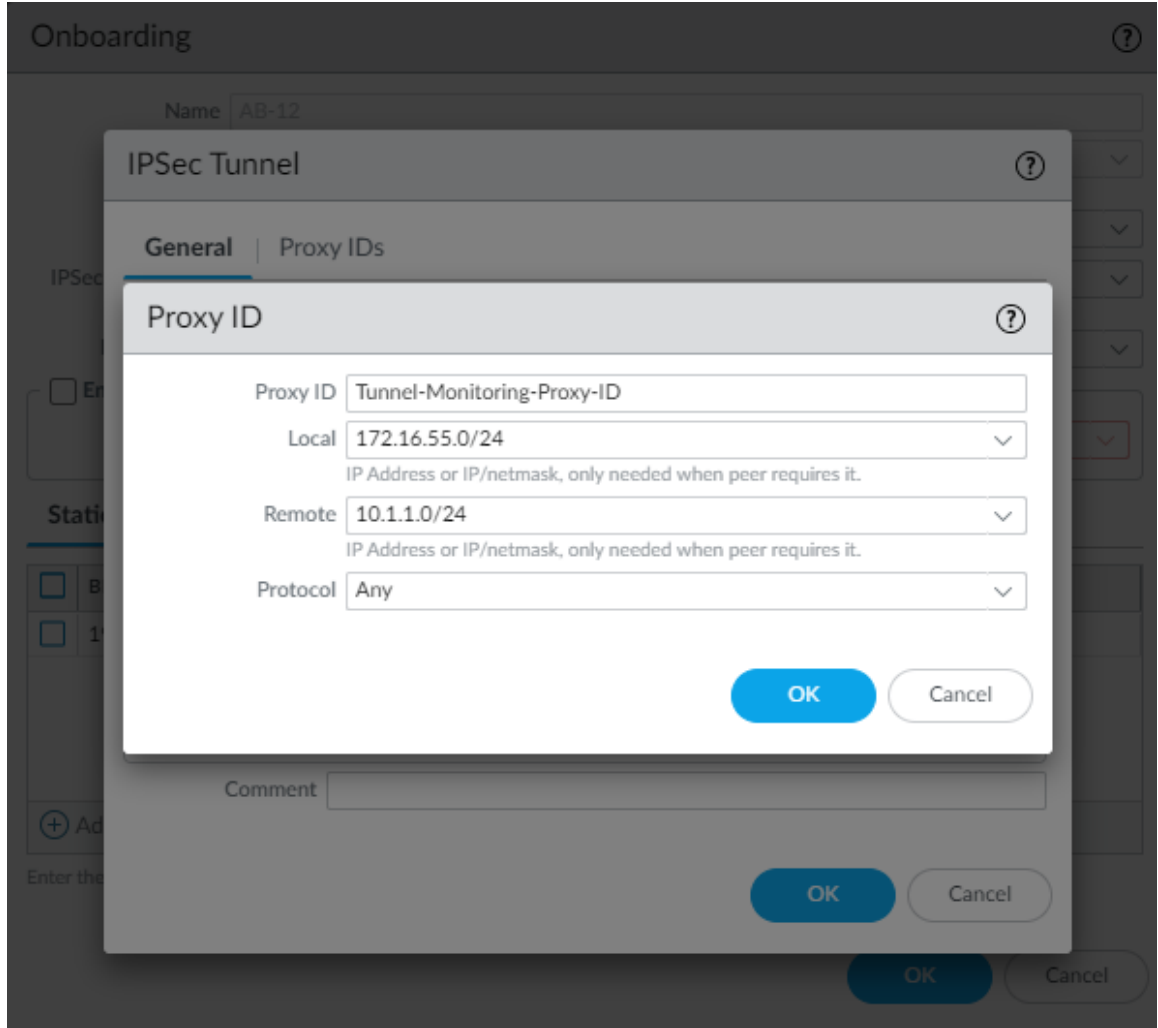 Onboarding
Name AB-12
IPSec Tunnel
General | Proxy IDs
IPSec
Proxy ID
Proxy ID Tunnel-Monitoring-Proxy-ID
Local 172.16.55.0/24
IP Address or IP/netmask, only needed when peer requires it.
Remote 10.1.1.0/24
IP Address or IP/netmask, only needed when peer requires it.
Protocol Any
OK Cancel
Comment
Enter the
OK Cancel
OK Cancel